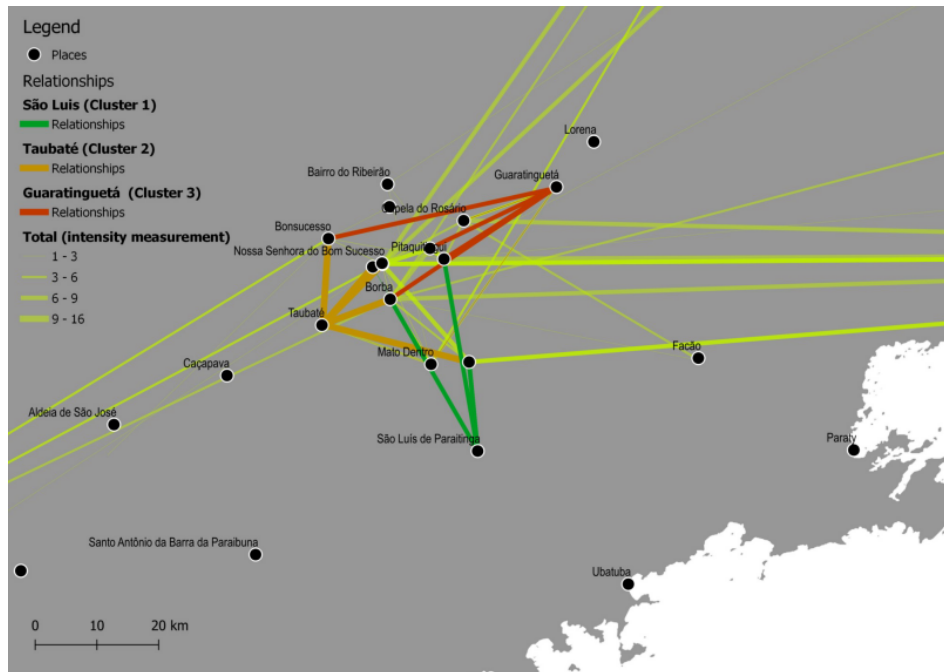 Legend
Places
Relationships
São Luis (Cluster 1)
Relationships
Taubaté (Cluster 2)
Relationships
Guaratinguetá (Cluster 3)
Relationships
Total (intensity measurement)
1 - 3
3 - 6
6 - 9
9 - 16
Lorena
Bairro do Ribeirão
Guaratinguetá
Capela do Rosário
Bonsucesso
Nossa Senhora do Bom Sucesso
Borba
Taubaté
Mato Dentro
Facão
Caçapava
Aldeia de São José
São Luís de Paraitinga
Paraty
Santo Antônio da Barra da Paraibuna
Ubatuba
0 10 20 km